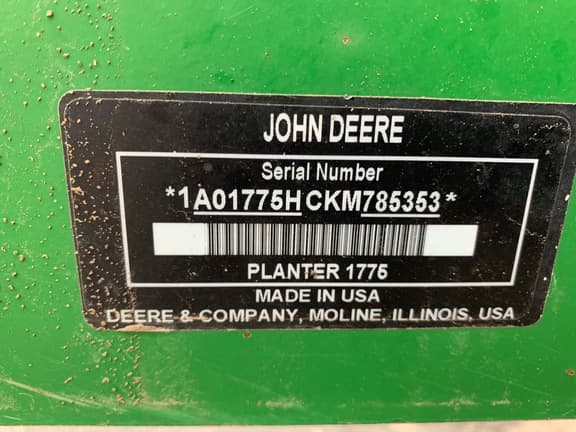 JOHN DEERE
Serial Number
*1A01775HCKM785353*
PLANTER 1775
MADE IN USA
DEERE & COMPANY, MOLINE, ILLINOIS, USA